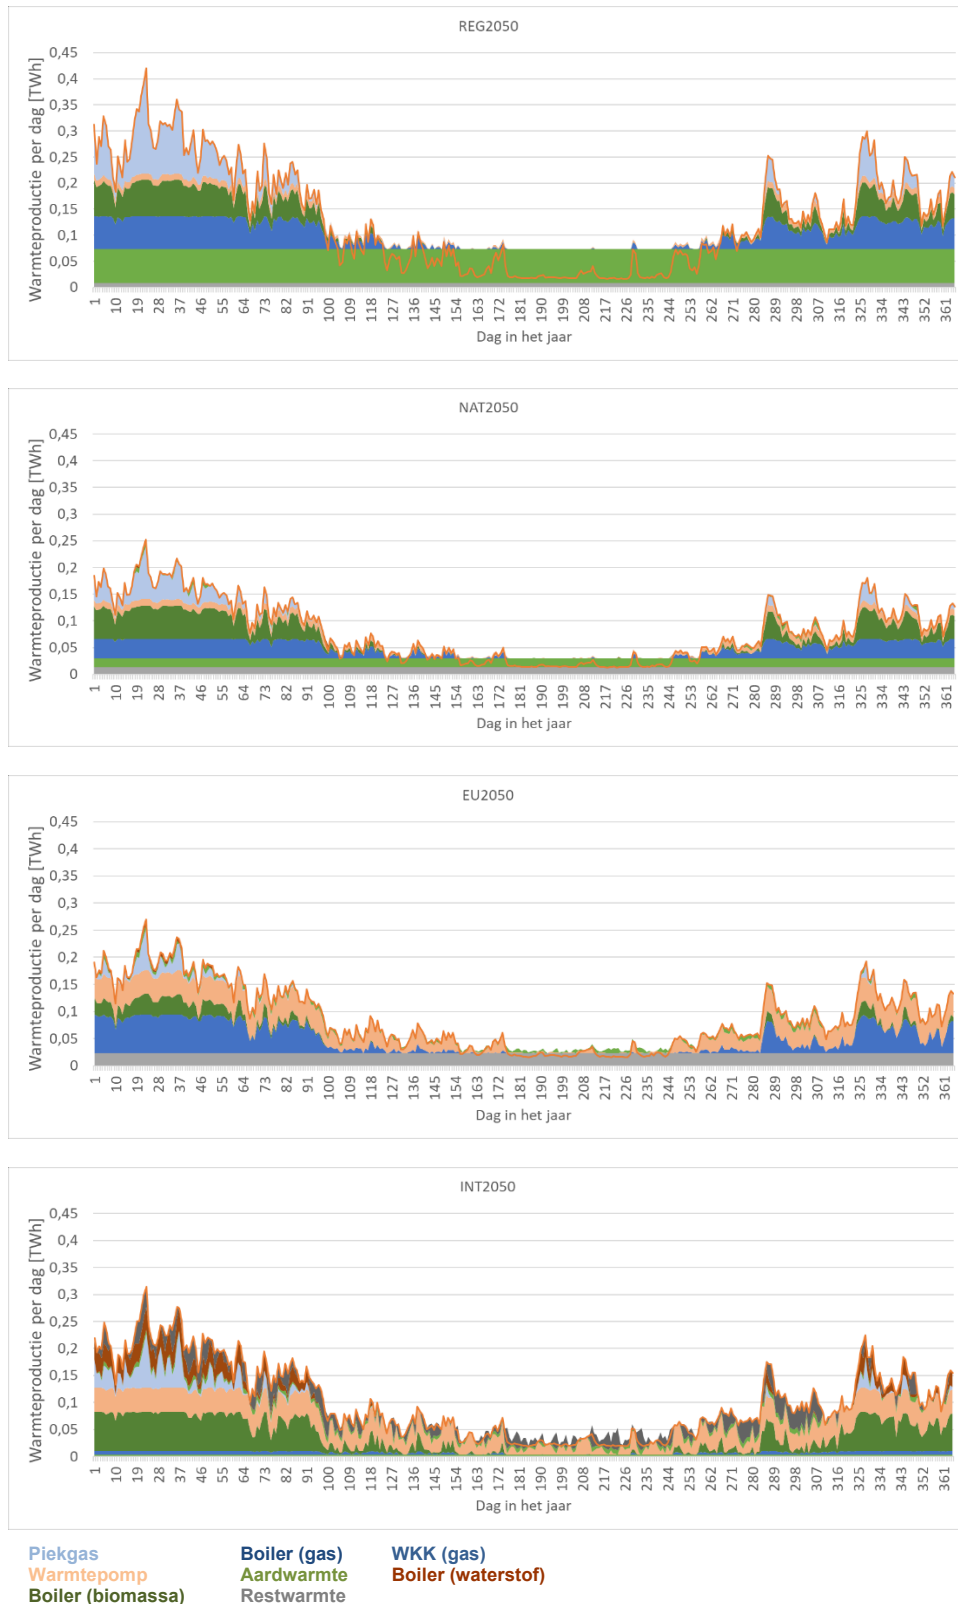 REG2050
Warmteproductie per dag [TWh]
0,45
0,4
0,35
0,3
0,25
0,2
0,15
0,1
0,05
0
1 10 19 28 37 46 55 64 73 82 91 100 109 118 127 136 145 154 163 172 181 190 199 208 217 226 235 244 253 262 271 280 289 298 307 316 325 334 343 352 361
Dag in het jaar
NAT2050
Warmteproductie per dag [TWh]
0,45
0,4
0,35
0,3
0,25
0,2
0,15
0,1
0,05
0
1 10 19 28 37 46 55 64 73 82 91 100 109 118 127 136 145 154 163 172 181 190 199 208 217 226 235 244 253 262 271 280 289 298 307 316 325 334 343 352 361
Dag in het jaar
EU2050
Warmteproductie per dag [TWh]
0,45
0,4
0,35
0,3
0,25
0,2
0,15
0,1
0,05
0
1 10 19 28 37 46 55 64 73 82 91 100 109 118 127 136 145 154 163 172 181 190 199 208 217 226 235 244 253 262 271 280 289 298 307 316 325 334 343 352 361
Dag in het jaar
INT2050
Warmteproductie per dag [TWh]
0,45
0,4
0,35
0,3
0,25
0,2
0,15
0,1
0,05
0
1 10 19 28 37 46 55 64 73 82 91 100 109 118 127 136 145 154 163 172 181 190 199 208 217 226 235 244 253 262 271 280 289 298 307 316 325 334 343 352 361
Dag in het jaar
Piekgas Boiler (gas) WKK (gas)
Warmtepomp Aardwarmte Boiler (waterstof)
Boiler (biomassa) Restwarmte